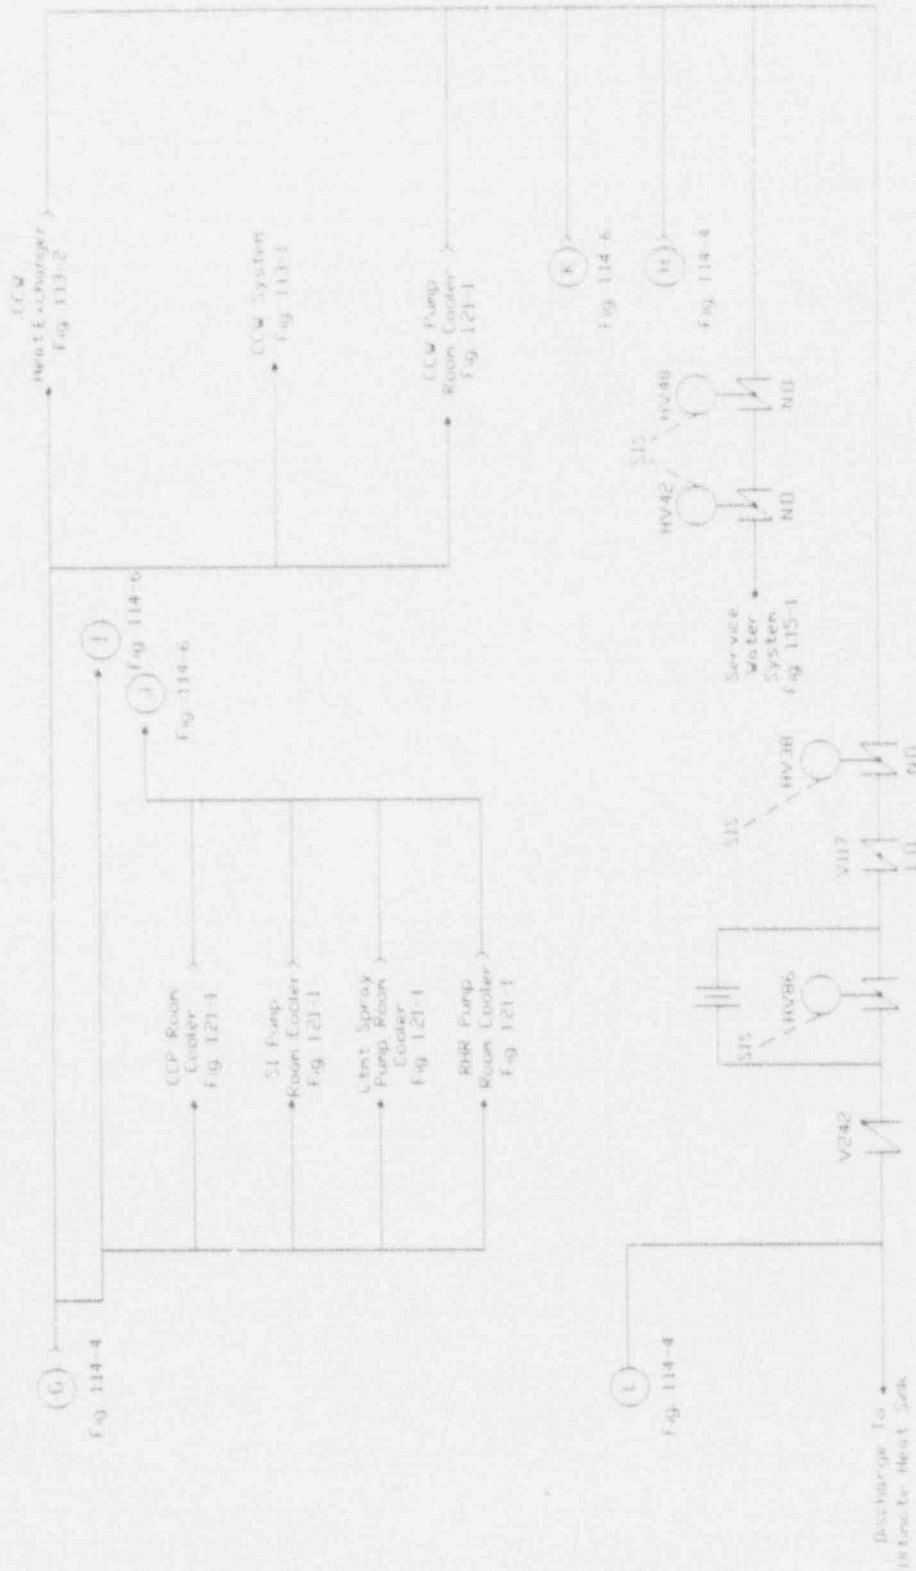 G
Fig. 114-4
CCP Room
Cooler
Fig. 121-1
SI Pump
Room Cooler
Fig. 121-1
Ctmt Spray
Pump Room
Cooler
Fig. 121-1
RHR Pump
Room Cooler
Fig. 121-1
I
Fig. 114-6
J
Fig. 114-6
CCW
Heat Exchanger
Fig. 113-2
CCW System
Fig. 113-1
CCW Pump
Room Cooler
Fig. 121-1
K
Fig. 114-6
H
Fig. 114-4
SIS
HV42
HV40
NO
NO
Service
Water
System
Fig. 115-1
L
Fig. 114-4
Discharge To
Ultimate Heat Sink
V242
SIS
HV86
V117
SIS
HV38
NO